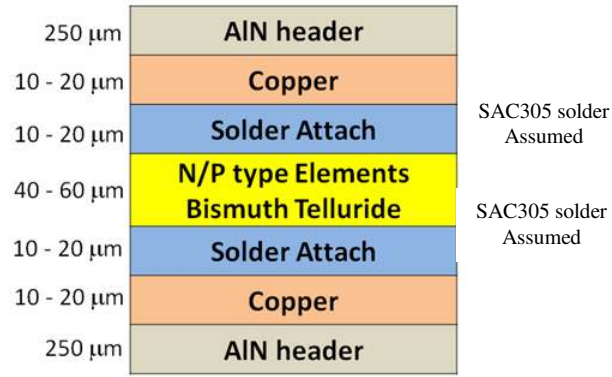 250 μm AlN header
10 - 20 μm Copper
SAC305 solder
Assumed
10 - 20 μm Solder Attach
40 - 60 μm N/P type Elements
Bismuth Telluride
SAC305 solder
Assumed
10 - 20 μm Solder Attach
10 - 20 μm Copper
250 μm AlN header